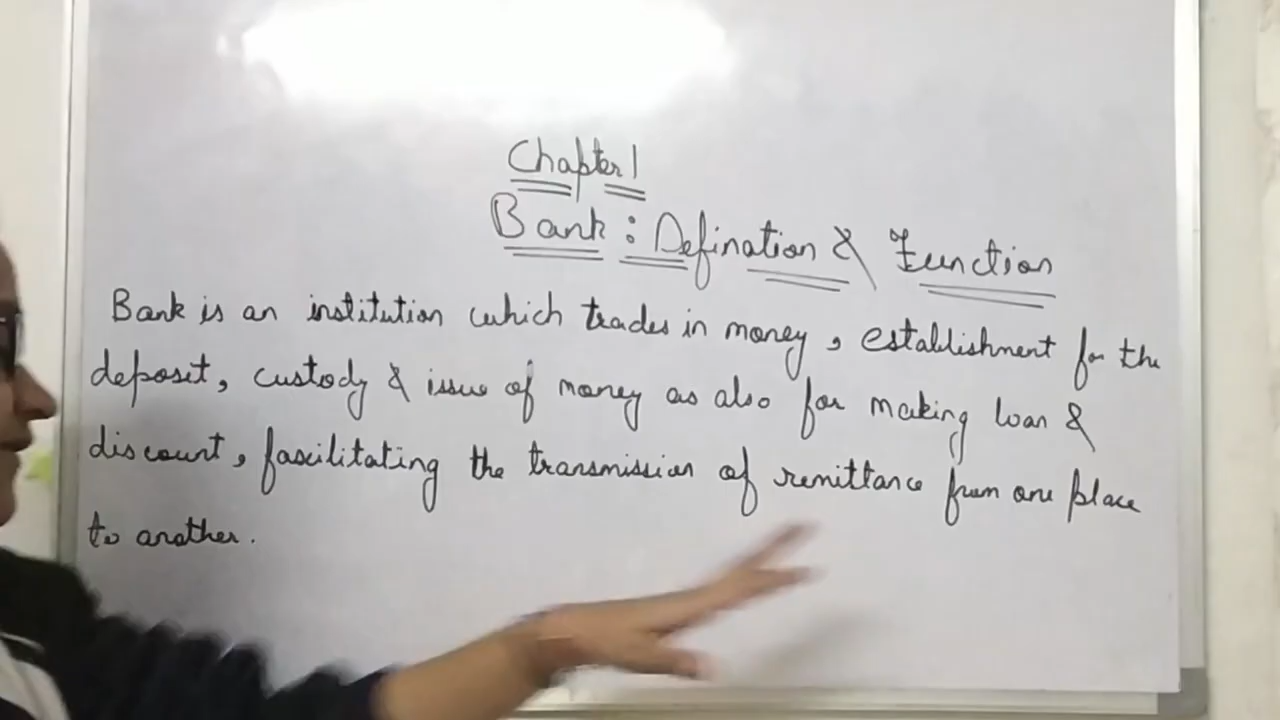 Chapter 1
Bank : Defination & Function
Bank is an institution which trades in money, establishment for the
deposit, custody & issue of money as also for making loan &
discount, fascilitating the transmission of remittance from one place
to another.